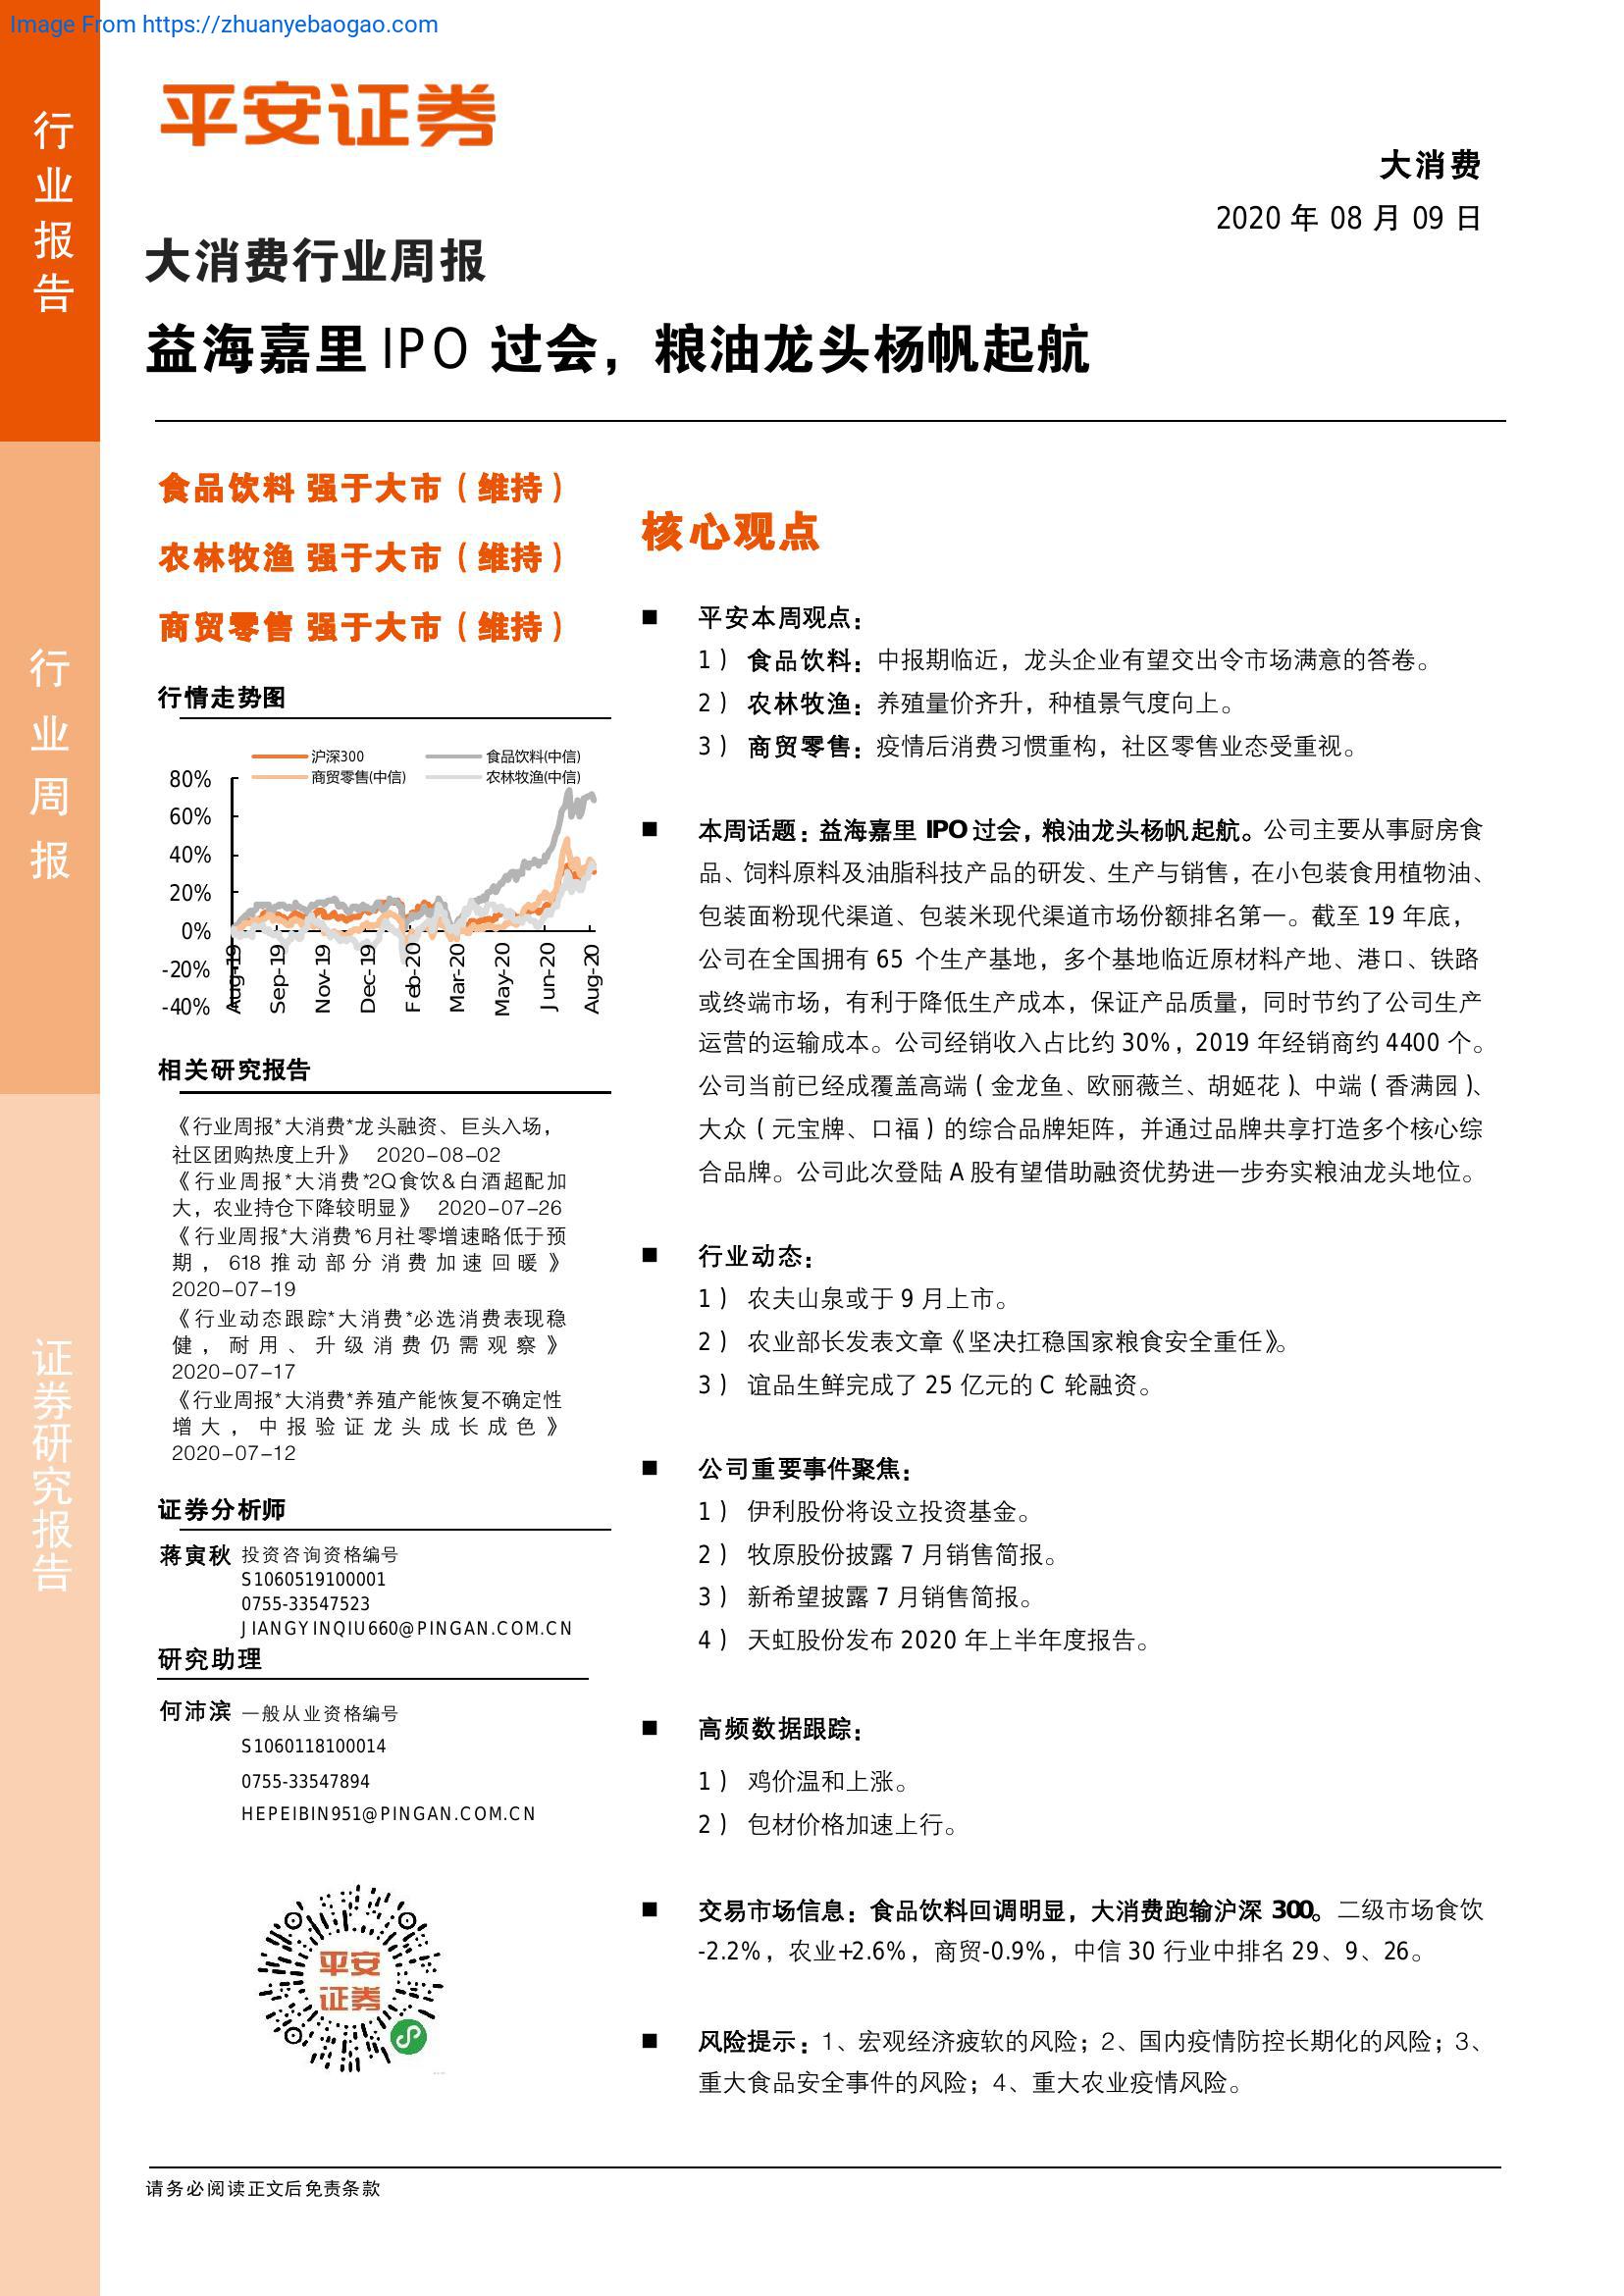 Image From https://zhuanyebaogao.com
行业报告
行业周报
证券研究报告
平安证券
大消费
2020 年 08 月 09 日
大消费行业周报
益海嘉里 IPO 过会，粮油龙头杨帆起航
食品饮料 强于大市（维持）
农林牧渔 强于大市（维持）
商贸零售 强于大市（维持）
行情走势图
沪深300 食品饮料(中信)
商贸零售(中信) 农林牧渔(中信)
80%
60%
40%
20%
0%
-20%
-40%
Aug-19 Sep-19 Nov-19 Dec-19 Feb-20 Mar-20 May-20 Jun-20 Aug-20
相关研究报告
《行业周报*大消费*龙头融资、巨头入场，
社区团购热度上升》 2020-08-02
《行业周报*大消费*2Q食饮&白酒超配加
大，农业持仓下降较明显》 2020-07-26
《行业周报*大消费*6月社零增速略低于预
期，618推动部分消费加速回暖》
2020-07-19
《行业动态跟踪*大消费*必选消费表现稳
健，耐用、升级消费仍需观察》
2020-07-17
《行业周报*大消费*养殖产能恢复不确定性
增大，中报验证龙头成长成色》
2020-07-12
证券分析师
蒋寅秋 投资咨询资格编号
S1060519100001
0755-33547523
JIANGYINQIU660@PINGAN.COM.CN
研究助理
何沛滨 一般从业资格编号
S1060118100014
0755-33547894
HEPEIBIN951@PINGAN.COM.CN
平安
证券
核心观点
■ 平安本周观点：
1） 食品饮料：中报期临近，龙头企业有望交出令市场满意的答卷。
2） 农林牧渔：养殖量价齐升，种植景气度向上。
3） 商贸零售：疫情后消费习惯重构，社区零售业态受重视。
■ 本周话题：益海嘉里 IPO 过会，粮油龙头杨帆起航。公司主要从事厨房食
品、饲料原料及油脂科技产品的研发、生产与销售，在小包装食用植物油、
包装面粉现代渠道、包装米现代渠道市场份额排名第一。截至 19 年底，
公司在全国拥有 65 个生产基地，多个基地临近原材料产地、港口、铁路
或终端市场，有利于降低生产成本，保证产品质量，同时节约了公司生产
运营的运输成本。公司经销收入占比约 30%，2019 年经销商约 4400 个。
公司当前已经成覆盖高端（金龙鱼、欧丽薇兰、胡姬花）、中端（香满园）、
大众（元宝牌、口福）的综合品牌矩阵，并通过品牌共享打造多个核心综
合品牌。公司此次登陆 A 股有望借助融资优势进一步夯实粮油龙头地位。
■ 行业动态：
1） 农夫山泉或于 9 月上市。
2） 农业部长发表文章《坚决扛稳国家粮食安全重任》。
3） 谊品生鲜完成了 25 亿元的 C 轮融资。
■ 公司重要事件聚焦：
1） 伊利股份将设立投资基金。
2） 牧原股份披露 7 月销售简报。
3） 新希望披露 7 月销售简报。
4） 天虹股份发布 2020 年上半年度报告。
■ 高频数据跟踪：
1） 鸡价温和上涨。
2） 包材价格加速上行。
■ 交易市场信息：食品饮料回调明显，大消费跑输沪深 300。二级市场食饮
-2.2%，农业+2.6%，商贸-0.9%，中信 30 行业中排名 29、9、26。
■ 风险提示：1、宏观经济疲软的风险；2、国内疫情防控长期化的风险；3、
重大食品安全事件的风险；4、重大农业疫情风险。
请务必阅读正文后免责条款